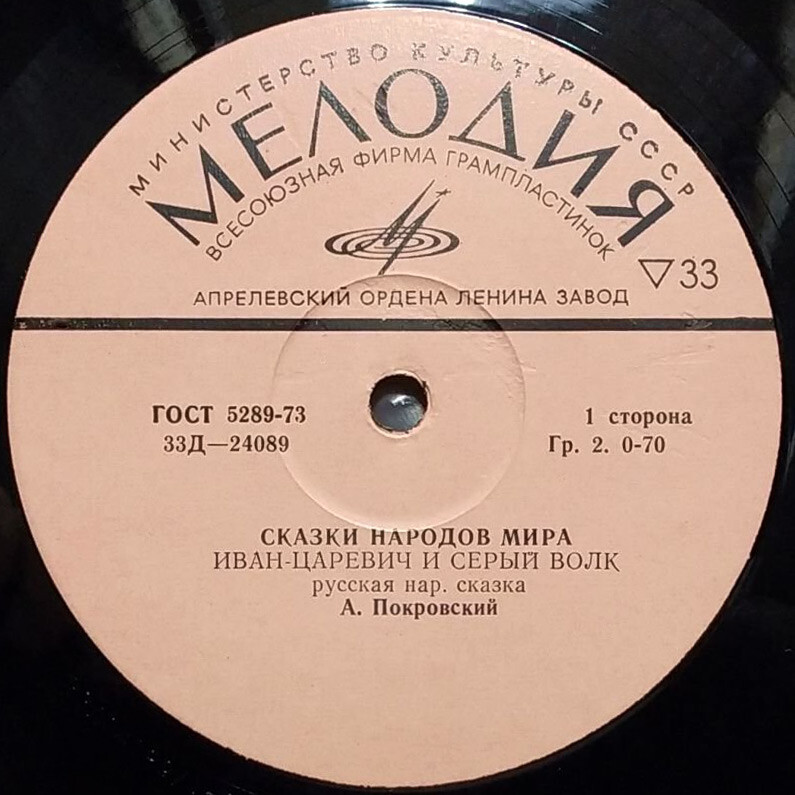 МИНИСТЕРСТВО КУЛЬТУРЫ СССР
МЕЛОДИЯ
ВСЕСОЮЗНАЯ ФИРМА ГРАМПЛАСТИНОК
▽33
АПРЕЛЕВСКИЙ ОРДЕНА ЛЕНИНА ЗАВОД
ГОСТ 5289-73
1 сторона
33Д—24089
Гр. 2. 0-70
СКАЗКИ НАРОДОВ МИРА
ИВАН-ЦАРЕВИЧ И СЕРЫЙ ВОЛК
русская нар. сказка
А. Покровский